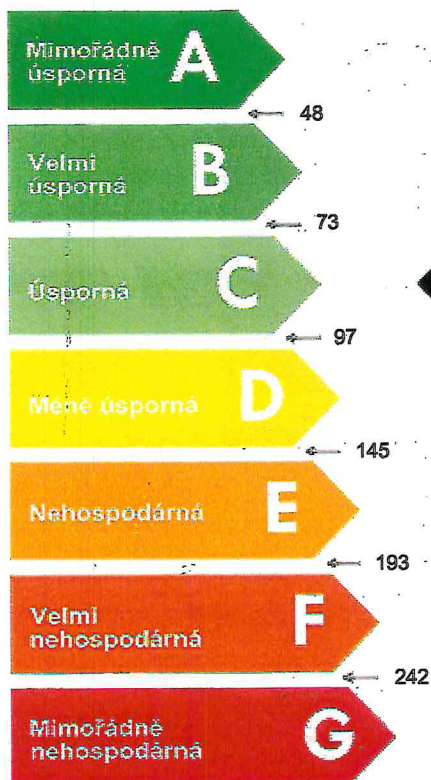 Mimořádně
úsporná A
48
Velmi
úsporná B
73
Úsporná C
97
Méně úsporná D
145
Nehospodárná E
193
Velmi
nehospodárná F
242
Mimořádně
nehospodárná G